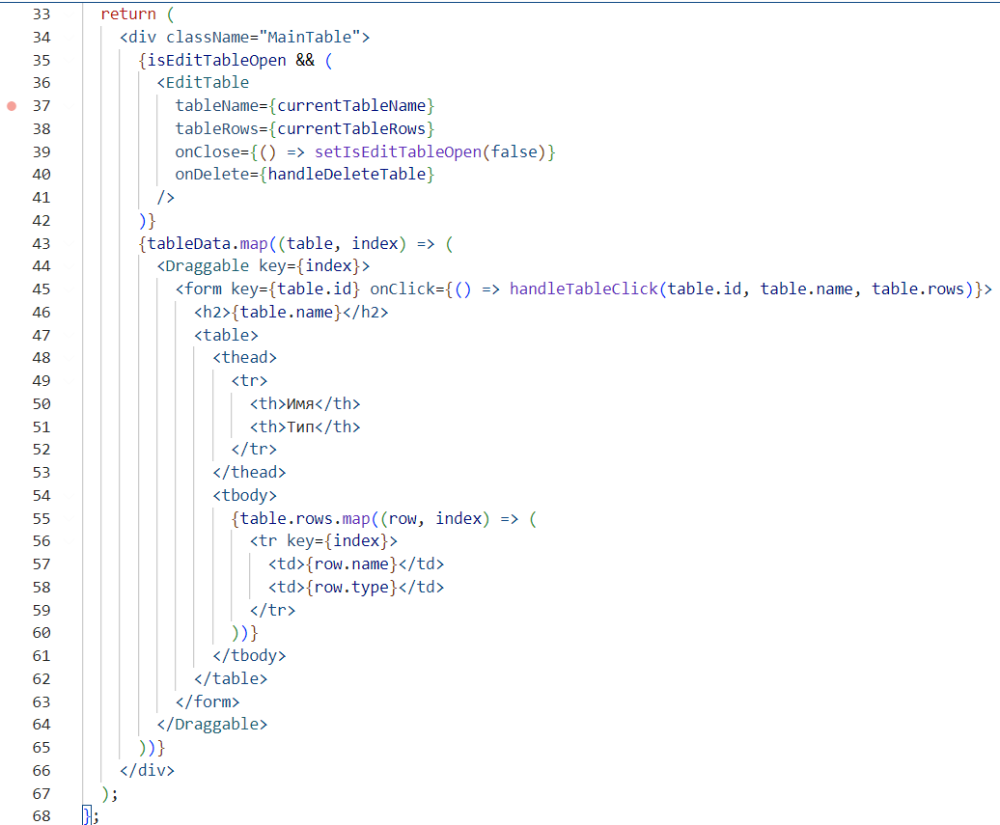 33 return (
34 <div className="MainTable">
35 {isEditTableOpen && (
36 <EditTable
37 tableName={currentTableName}
38 tableRows={currentTableRows}
39 onClose={() => setIsEditTableOpen(false)}
40 onDelete={handleDeleteTable}
41 />
42 )}
43 {tableData.map((table, index) => (
44 <Draggable key={index}>
45 <form key={table.id} onClick={() => handleTableClick(table.id, table.name, table.rows)}>
46 <h2>{table.name}</h2>
47 <table>
48 <thead>
49 <tr>
50 <th>Имя</th>
51 <th>Тип</th>
52 </tr>
53 </thead>
54 <tbody>
55 {table.rows.map((row, index) => (
56 <tr key={index}>
57 <td>{row.name}</td>
58 <td>{row.type}</td>
59 </tr>
60 ))}
61 </tbody>
62 </table>
63 </form>
64 </Draggable>
65 ))}
66 </div>
67 );
68 };